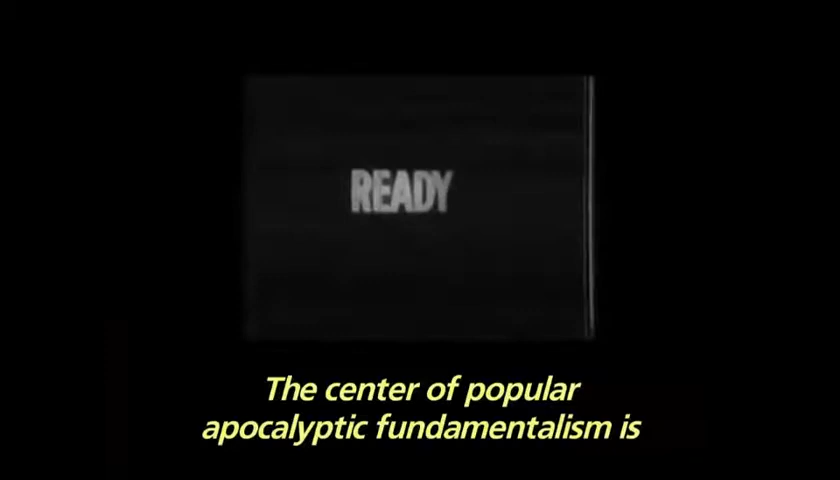 READY
The center of popular
apocalyptic fundamentalism is